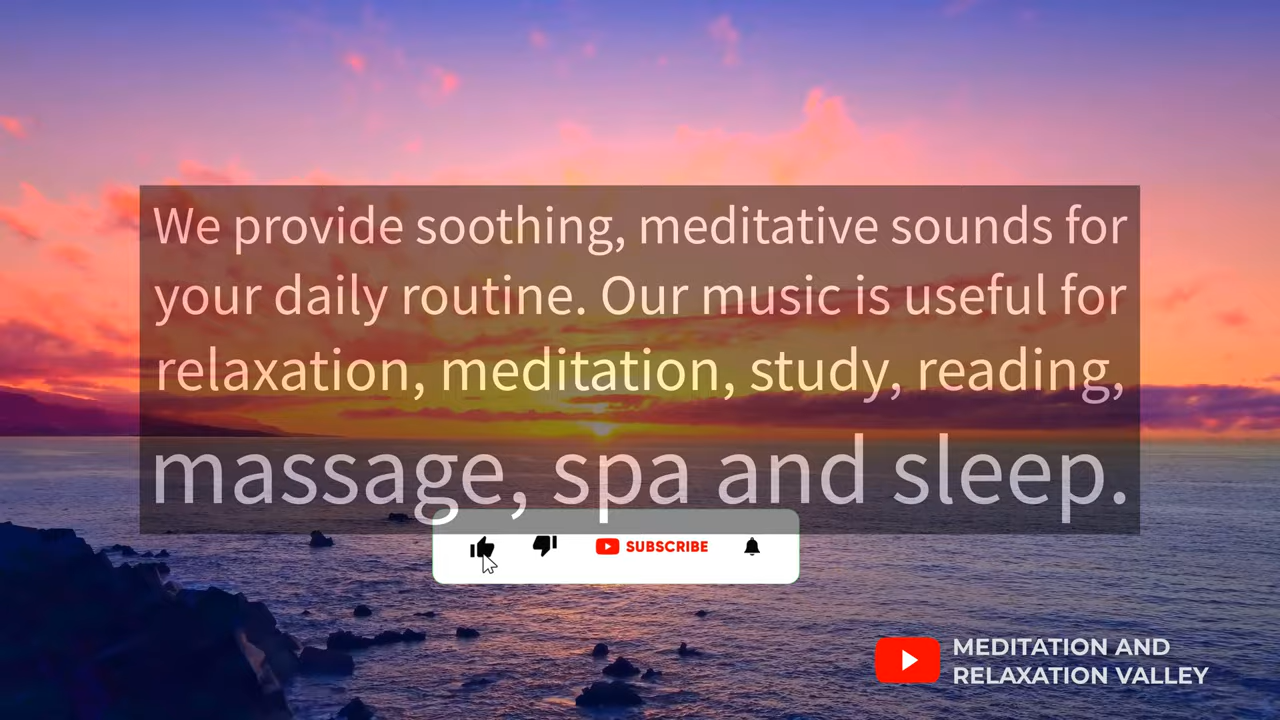 We provide soothing, meditative sounds for
your daily routine. Our music is useful for
relaxation, meditation, study, reading,
massage, spa and sleep.
SUBSCRIBE
MEDITATION AND
RELAXATION VALLEY